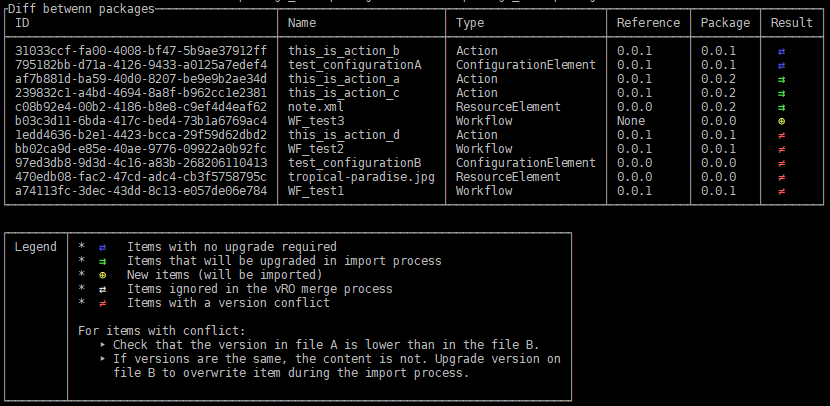 Diff betwenn packages
ID Name Type Reference Package Result
31033ccf-fa00-4008-bf47-5b9ae37912ff this_is_action_b Action 0.0.1 0.0.1 ⇄
795182bb-d71a-4126-9433-a0125a7edef4 test_configurationA ConfigurationElement 0.0.1 0.0.1 ⇄
af7b881d-ba59-40d0-8207-be9e9b2ae34d this_is_action_a Action 0.0.1 0.0.2 ⇉
239832c1-a4bd-4694-8a8f-b962cc1e2381 this_is_action_c Action 0.0.1 0.0.2 ⇉
c08b92e4-00b2-4186-b8e8-c9ef4d4eaf62 note.xml ResourceElement 0.0.0 0.0.2 ⇉
b03c3d11-6bda-417c-bed4-73b1a6769ac4 WF_test3 Workflow None 0.0.0 ⊕
1edd4636-b2e1-4423-bcca-29f59d62dbd2 this_is_action_d Action 0.0.1 0.0.1 ≠
bb02ca9d-e85e-40ae-9776-09922a0b92fc WF_test2 Workflow 0.0.1 0.0.1 ≠
97ed3db8-9d3d-4c16-a83b-268206110413 test_configurationB ConfigurationElement 0.0.0 0.0.0 ≠
470edb08-fac2-47cd-adc4-cb3f5758795c tropical-paradise.jpg ResourceElement 0.0.0 0.0.0 ≠
a74113fc-3dec-43dd-8c13-e057de06e784 WF_test1 Workflow 0.0.1 0.0.1 ≠
Legend * ⇄ Items with no upgrade required
* ⇉ Items that will be upgraded in import process
* ⊕ New items (will be imported)
* ⇄ Items ignored in the vRO merge process
* ≠ Items with a version conflict
For items with conflict:
‣ Check that the version in file A is lower than in the file B.
‣ If versions are the same, the content is not. Upgrade version on
file B to overwrite item during the import process.